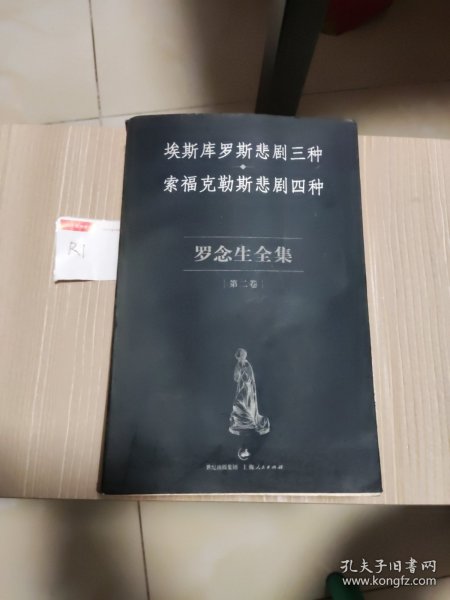 埃斯库罗斯悲剧三种
索福克勒斯悲剧四种
罗念生全集
第二卷
R1
世纪出版集团 上海人民出版社
孔夫子旧书网
www.kongfz.com